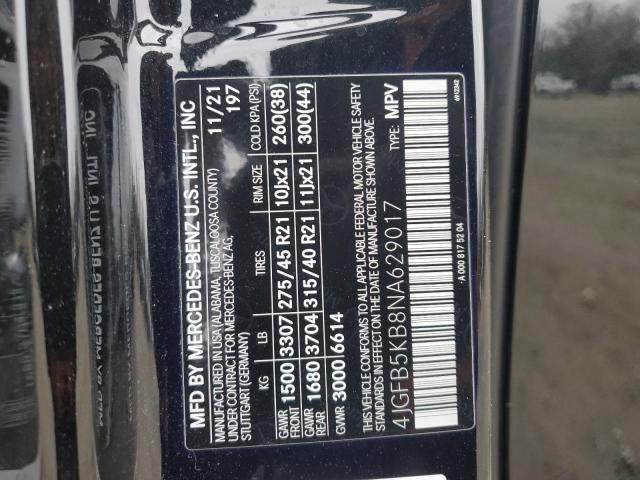 MFD BY MERCEDES-BENZ U.S. INTL., INC
MANUFACTURED IN USA (ALABAMA, TUSCALOOSA COUNTY) 11/21
UNDER CONTRACT FOR MERCEDES-BENZ AG, 197
STUTTGART (GERMANY)
KG LB TIRES RIM SIZE COLD KPA(PSI)
GAWR FRONT 1500 3307 275/45 R21 10Jx21 260(38)
GAWR REAR 1680 3704 315/40 R21 11Jx21 300(44)
GVWR 3000 6614
THIS VEHICLE CONFORMS TO ALL APPLICABLE FEDERAL MOTOR VEHICLE SAFETY
STANDARDS IN EFFECT ON THE DATE OF MANUFACTURE SHOWN ABOVE.
4JGFB5KB8NA629017 TYPE: MPV
A 000 817 52 04